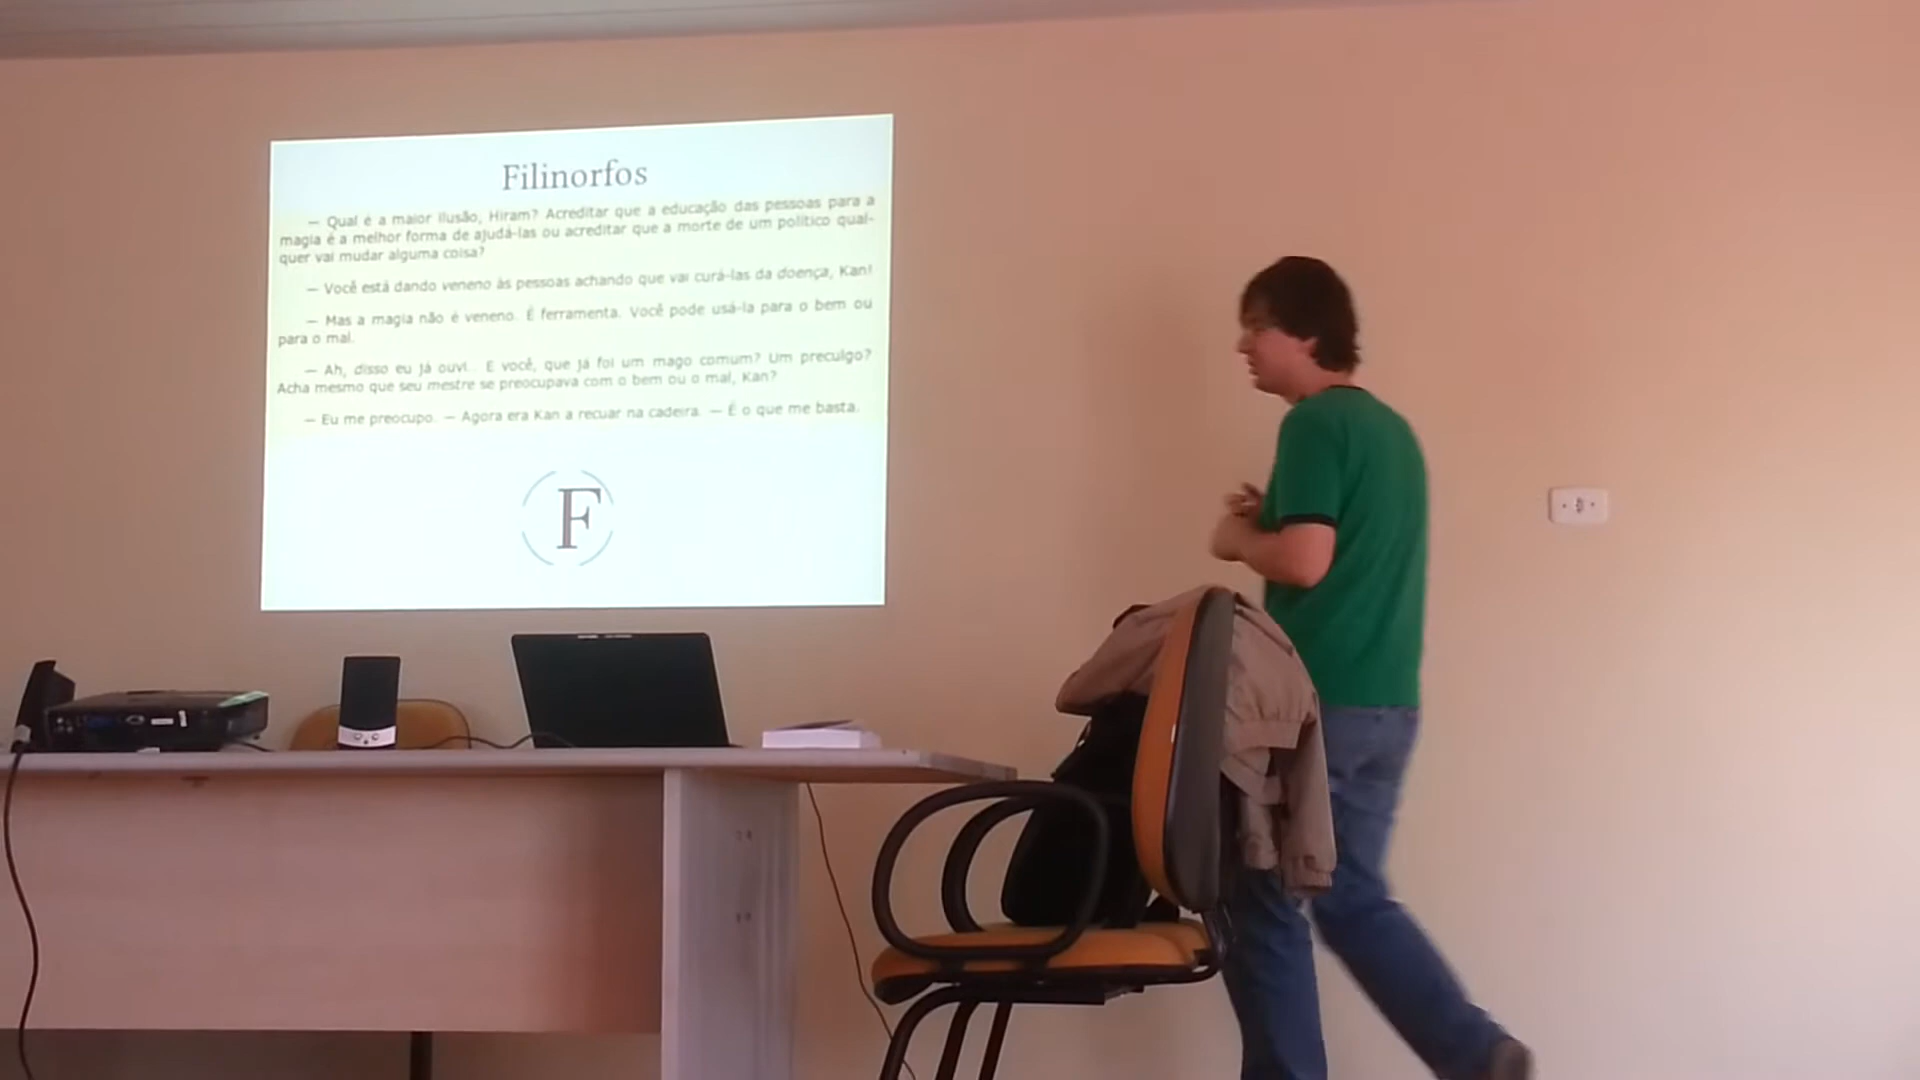 Filinorfos
— Qual é a maior ilusão, Hiram? Acreditar que a educação das pessoas para a
magia é a melhor forma de ajudá-las ou acreditar que a morte de um político qual-
quer vai mudar alguma coisa?
— Você está dando veneno às pessoas achando que vai curá-las da doença, Kan!
— Mas a magia não é veneno. É ferramenta. Você pode usá-la para o bem ou
para o mal.
— Ah, disso eu já ouvi... E você, que já foi um mago comum? Um preculgo?
Acha mesmo que seu mestre se preocupava com o bem ou o mal, Kan?
— Eu me preocupo. — Agora era Kan a recuar na cadeira. — É o que me basta.
F